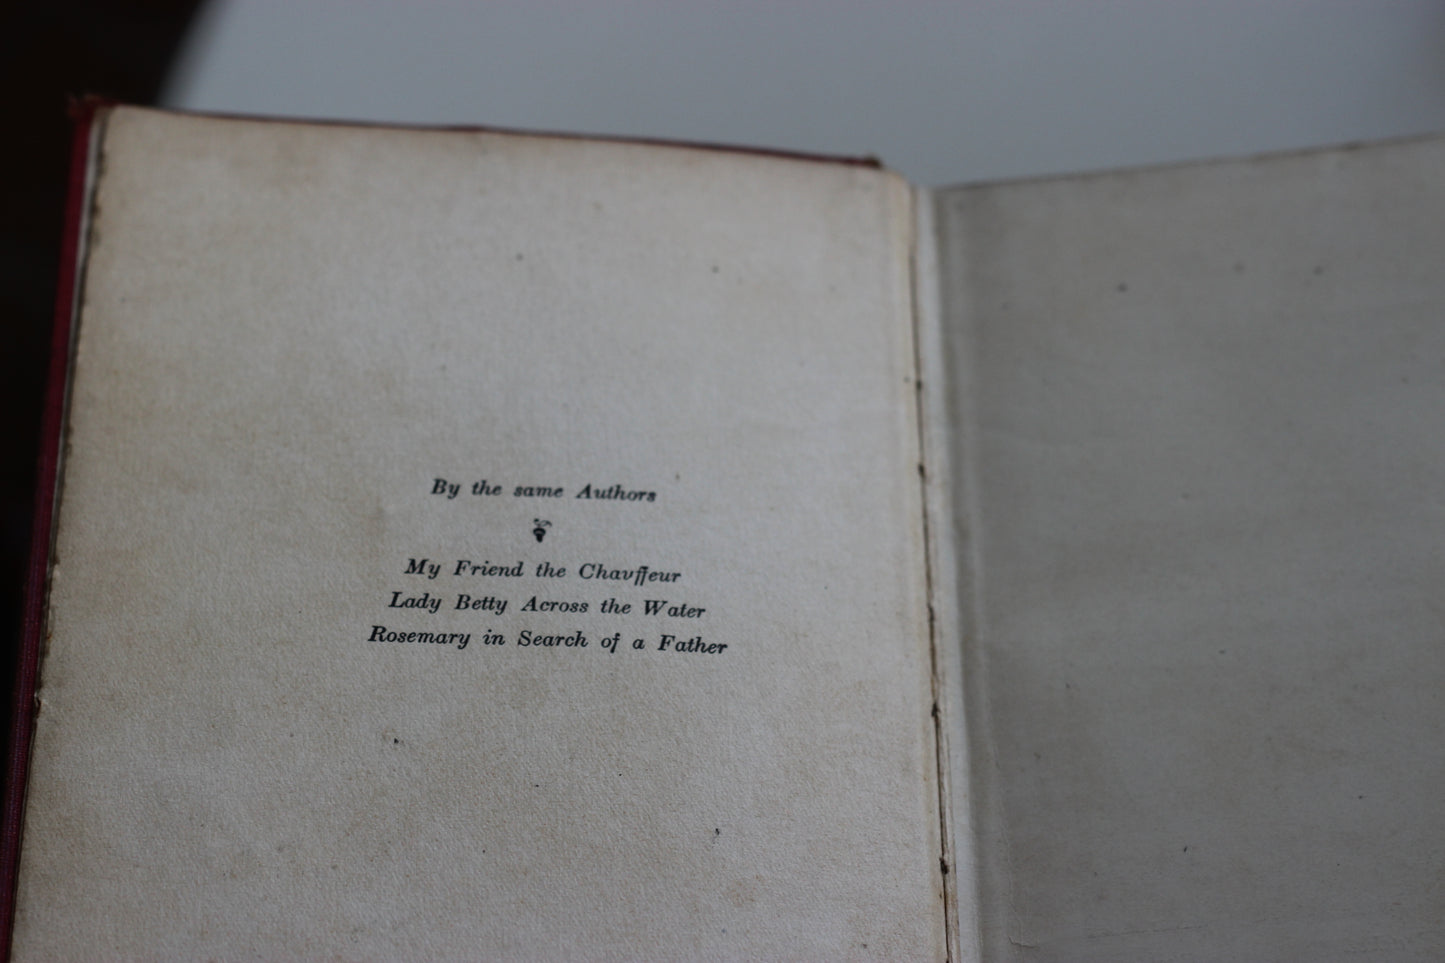 By the same Authors
My Friend the Chauffeur
Lady Betty Across the Water
Rosemary in Search of a Father